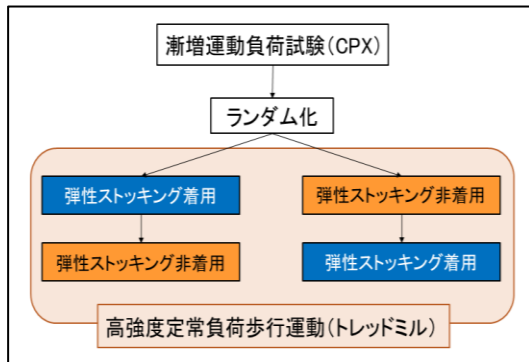 漸増運動負荷試験(CPX)
ランダム化
弾性ストッキング着用
弾性ストッキング非着用
弾性ストッキング非着用
弾性ストッキング着用
高強度定常負荷歩行運動(トレッドミル)